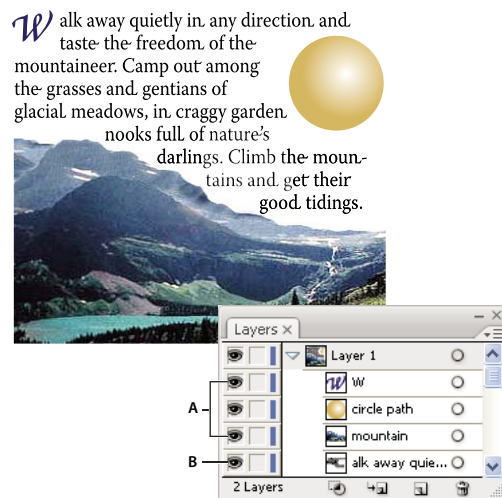 Walk away quietly in any direction and
taste the freedom of the
mountaineer. Camp out among
the grasses and gentians of
glacial meadows, in craggy garden
nooks full of nature's
darlings. Climb the moun-
tains and get their
good tidings.
Layers ×
Layer 1
A
W
W
circle path
mountain
B
alk away quie...
2 Layers